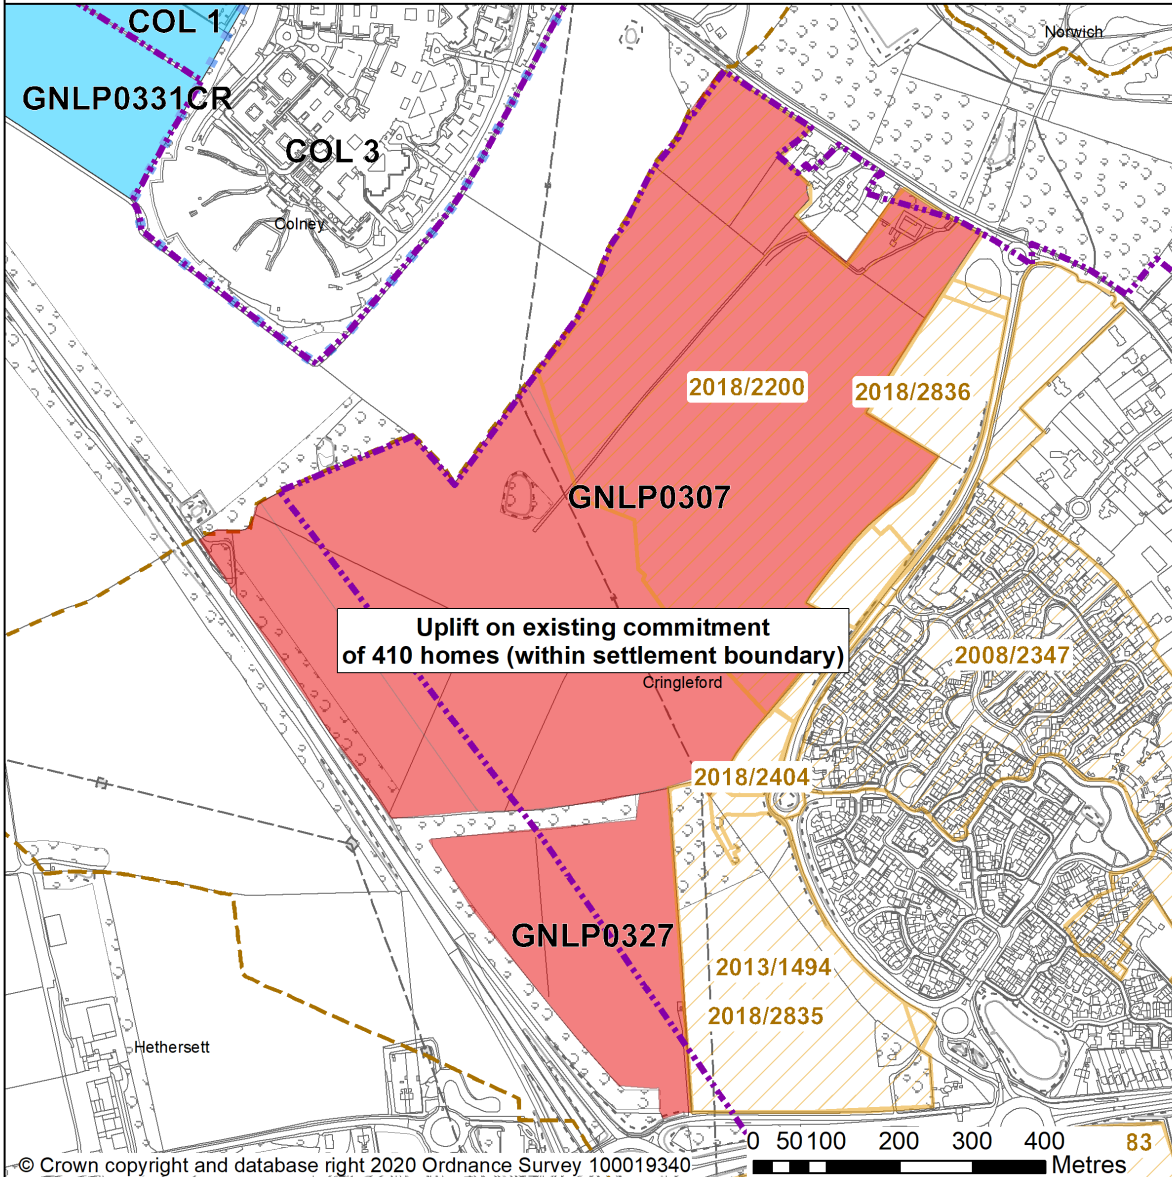 COL 1
Norwich
GNLP0331CR
COL 3
Colney
2018/2200
2018/2836
GNLP0307
Uplift on existing commitment
of 410 homes (within settlement boundary)
2008/2347
Cringleford
2018/2404
GNLP0327
2013/1494
2018/2835
Hethersett
0 50 100 200 300 400
83
Metres
© Crown copyright and database right 2020 Ordnance Survey 100019340